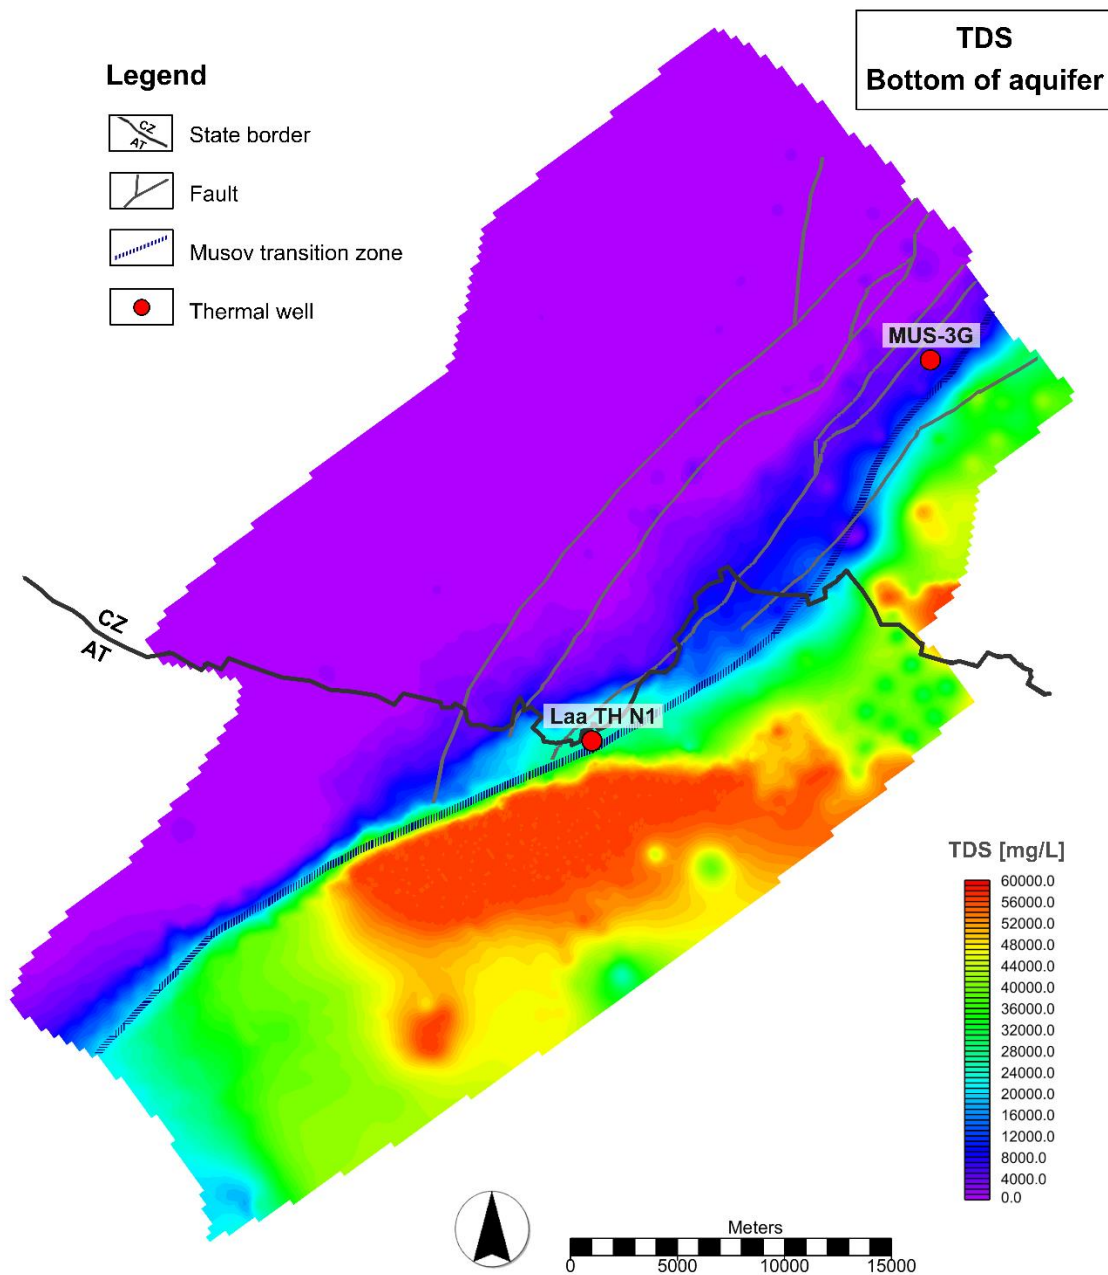 TDS
Bottom of aquifer
Legend
CZ
AT
State border
Fault
Musov transition zone
Thermal well
MUS-3G
CZ
AT
Laa TH N1
TDS [mg/L]
60000.0
56000.0
52000.0
48000.0
44000.0
40000.0
36000.0
32000.0
28000.0
24000.0
20000.0
16000.0
12000.0
8000.0
4000.0
0.0
Meters
0 5000 10000 15000